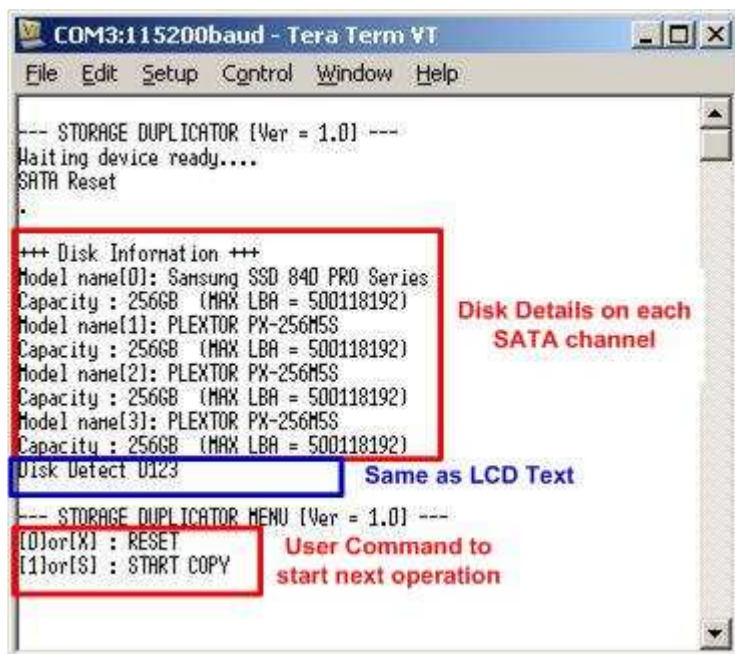 COM3:115200baud - Tera Term VT
File Edit Setup Control Window Help
--- STORAGE DUPLICATOR [Ver = 1.0] ---
Waiting device ready....
SATA Reset
.
+++ Disk Information +++
Model name[0]: Samsung SSD 840 PRO Series
Capacity : 256GB (MAX LBA = 500118192)
Model name[1]: PLEXTOR PX-256M5S
Capacity : 256GB (MAX LBA = 500118192)
Model name[2]: PLEXTOR PX-256M5S
Capacity : 256GB (MAX LBA = 500118192)
Model name[3]: PLEXTOR PX-256M5S
Capacity : 256GB (MAX LBA = 500118192)
Disk Details on each
SATA channel
Disk Detect D123
Same as LCD Text
--- STORAGE DUPLICATOR MENU [Ver = 1.0] ---
[0]or[X] : RESET
[1]or[S] : START COPY
User Command to
start next operation